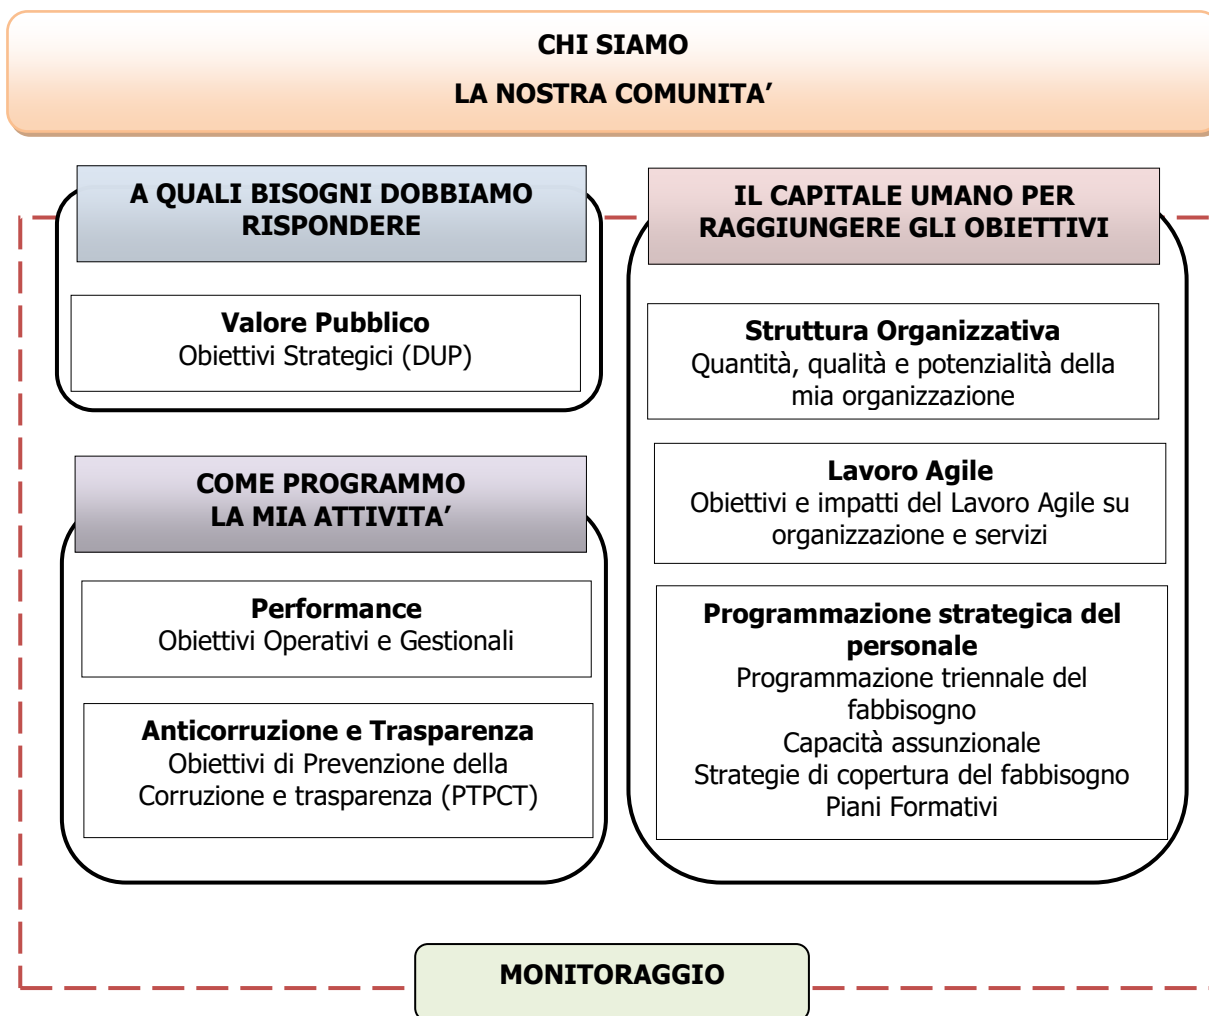 CHI SIAMO
LA NOSTRA COMUNITA’
A QUALI BISOGNI DOBBIAMO
RISPONDERE
Valore Pubblico
Obiettivi Strategici (DUP)
COME PROGRAMMO
LA MIA ATTIVITA’
Performance
Obiettivi Operativi e Gestionali
Anticorruzione e Trasparenza
Obiettivi di Prevenzione della
Corruzione e trasparenza (PTPCT)
IL CAPITALE UMANO PER
RAGGIUNGERE GLI OBIETTIVI
Struttura Organizzativa
Quantità, qualità e potenzialità della
mia organizzazione
Lavoro Agile
Obiettivi e impatti del Lavoro Agile su
organizzazione e servizi
Programmazione strategica del
personale
Programmazione triennale del
fabbisogno
Capacità assunzionale
Strategie di copertura del fabbisogno
Piani Formativi
MONITORAGGIO